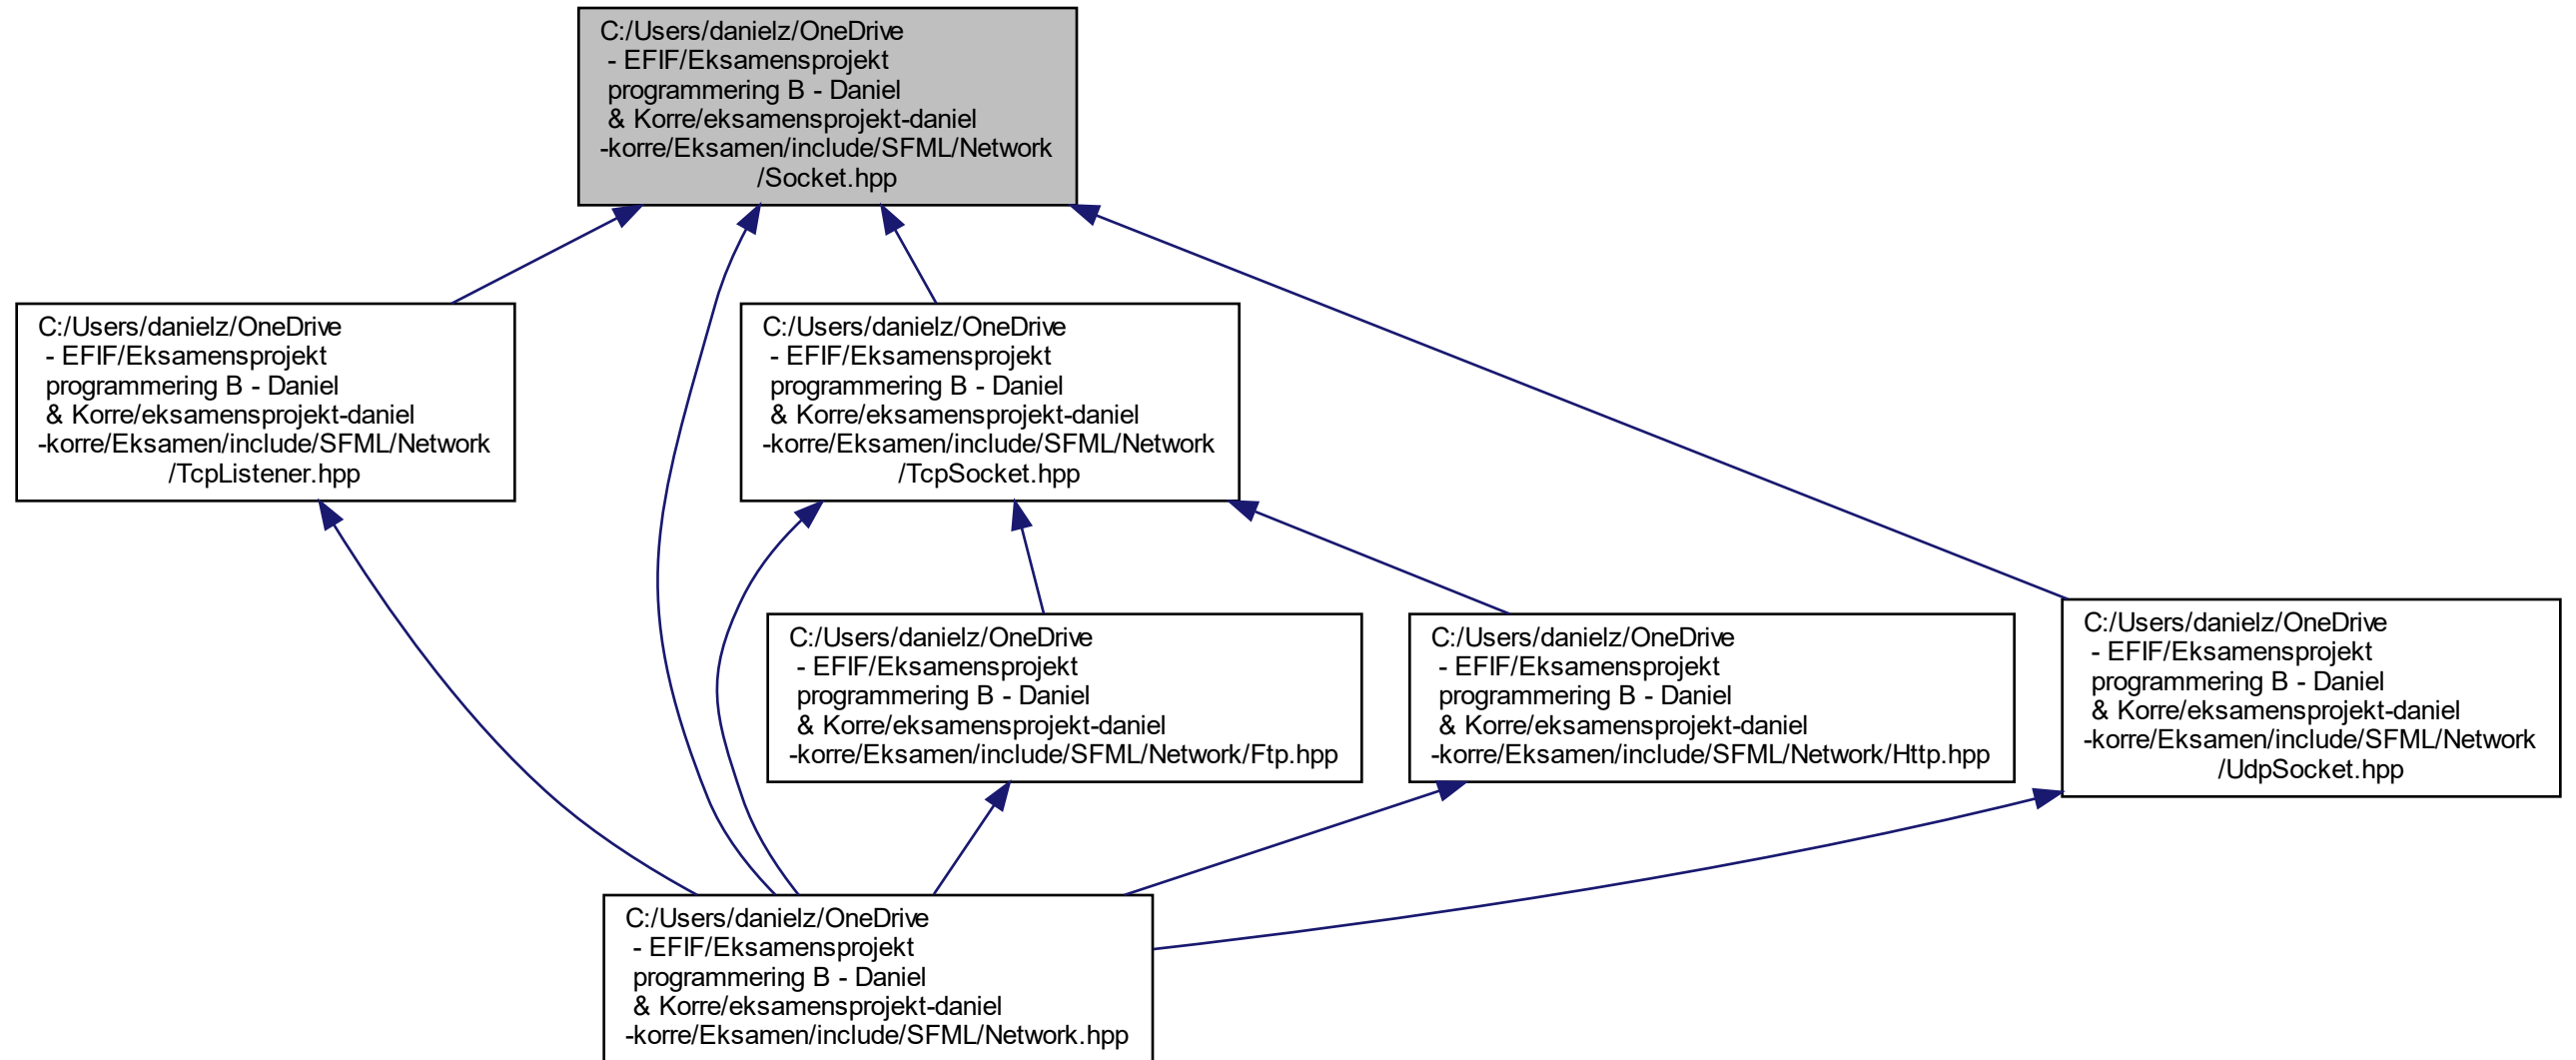 C:/Users/danielz/OneDrive
- EFIF/Eksamensprojekt
programmering B - Daniel
& Korre/eksamensprojekt-daniel
-korre/Eksamen/include/SFML/Network
/Socket.hpp
C:/Users/danielz/OneDrive
- EFIF/Eksamensprojekt
programmering B - Daniel
& Korre/eksamensprojekt-daniel
-korre/Eksamen/include/SFML/Network
/TcpListener.hpp
C:/Users/danielz/OneDrive
- EFIF/Eksamensprojekt
programmering B - Daniel
& Korre/eksamensprojekt-daniel
-korre/Eksamen/include/SFML/Network
/TcpSocket.hpp
C:/Users/danielz/OneDrive
- EFIF/Eksamensprojekt
programmering B - Daniel
& Korre/eksamensprojekt-daniel
-korre/Eksamen/include/SFML/Network/Ftp.hpp
C:/Users/danielz/OneDrive
- EFIF/Eksamensprojekt
programmering B - Daniel
& Korre/eksamensprojekt-daniel
-korre/Eksamen/include/SFML/Network/Http.hpp
C:/Users/danielz/OneDrive
- EFIF/Eksamensprojekt
programmering B - Daniel
& Korre/eksamensprojekt-daniel
-korre/Eksamen/include/SFML/Network
/UdpSocket.hpp
C:/Users/danielz/OneDrive
- EFIF/Eksamensprojekt
programmering B - Daniel
& Korre/eksamensprojekt-daniel
-korre/Eksamen/include/SFML/Network.hpp